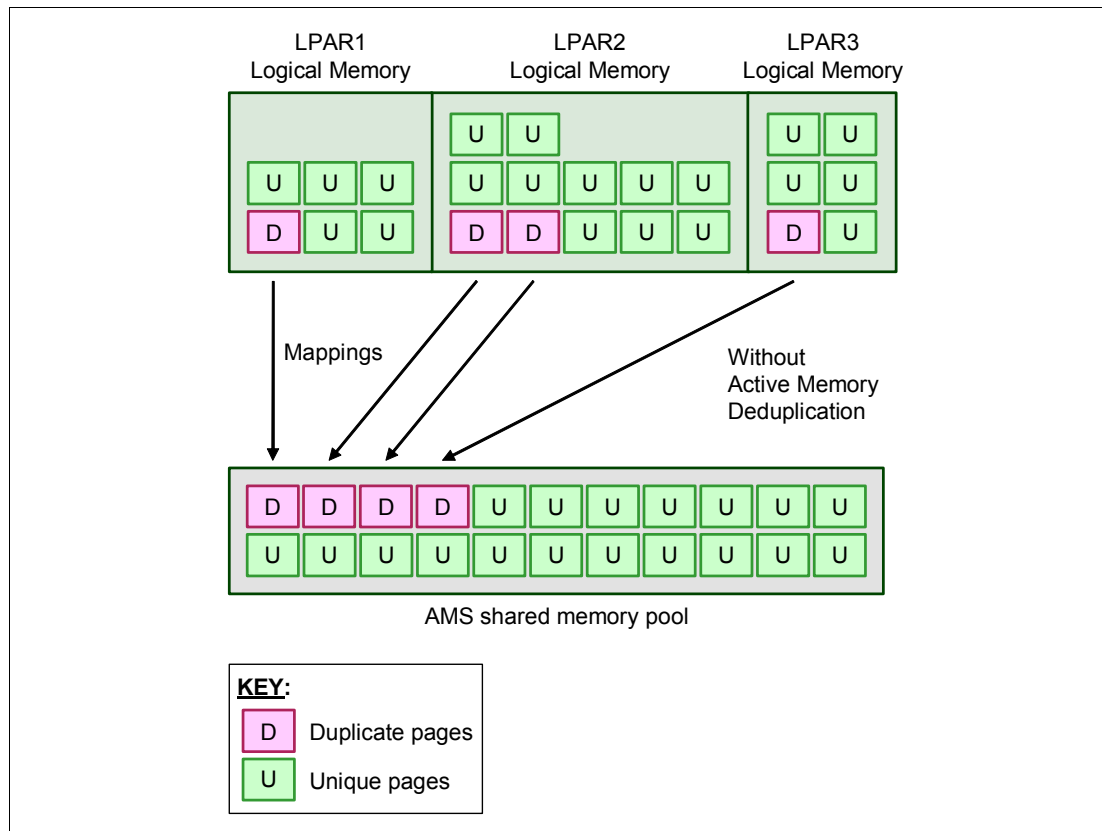 LPAR1 LPAR2 LPAR3
Logical Memory Logical Memory Logical Memory
U U U U
U U U U U U U U U U
D U U D D U U U D U
Mappings
Without
Active Memory
Deduplication
D D D D U U U U U U U
U U U U U U U U U U U
AMS shared memory pool
KEY:
D Duplicate pages
U Unique pages